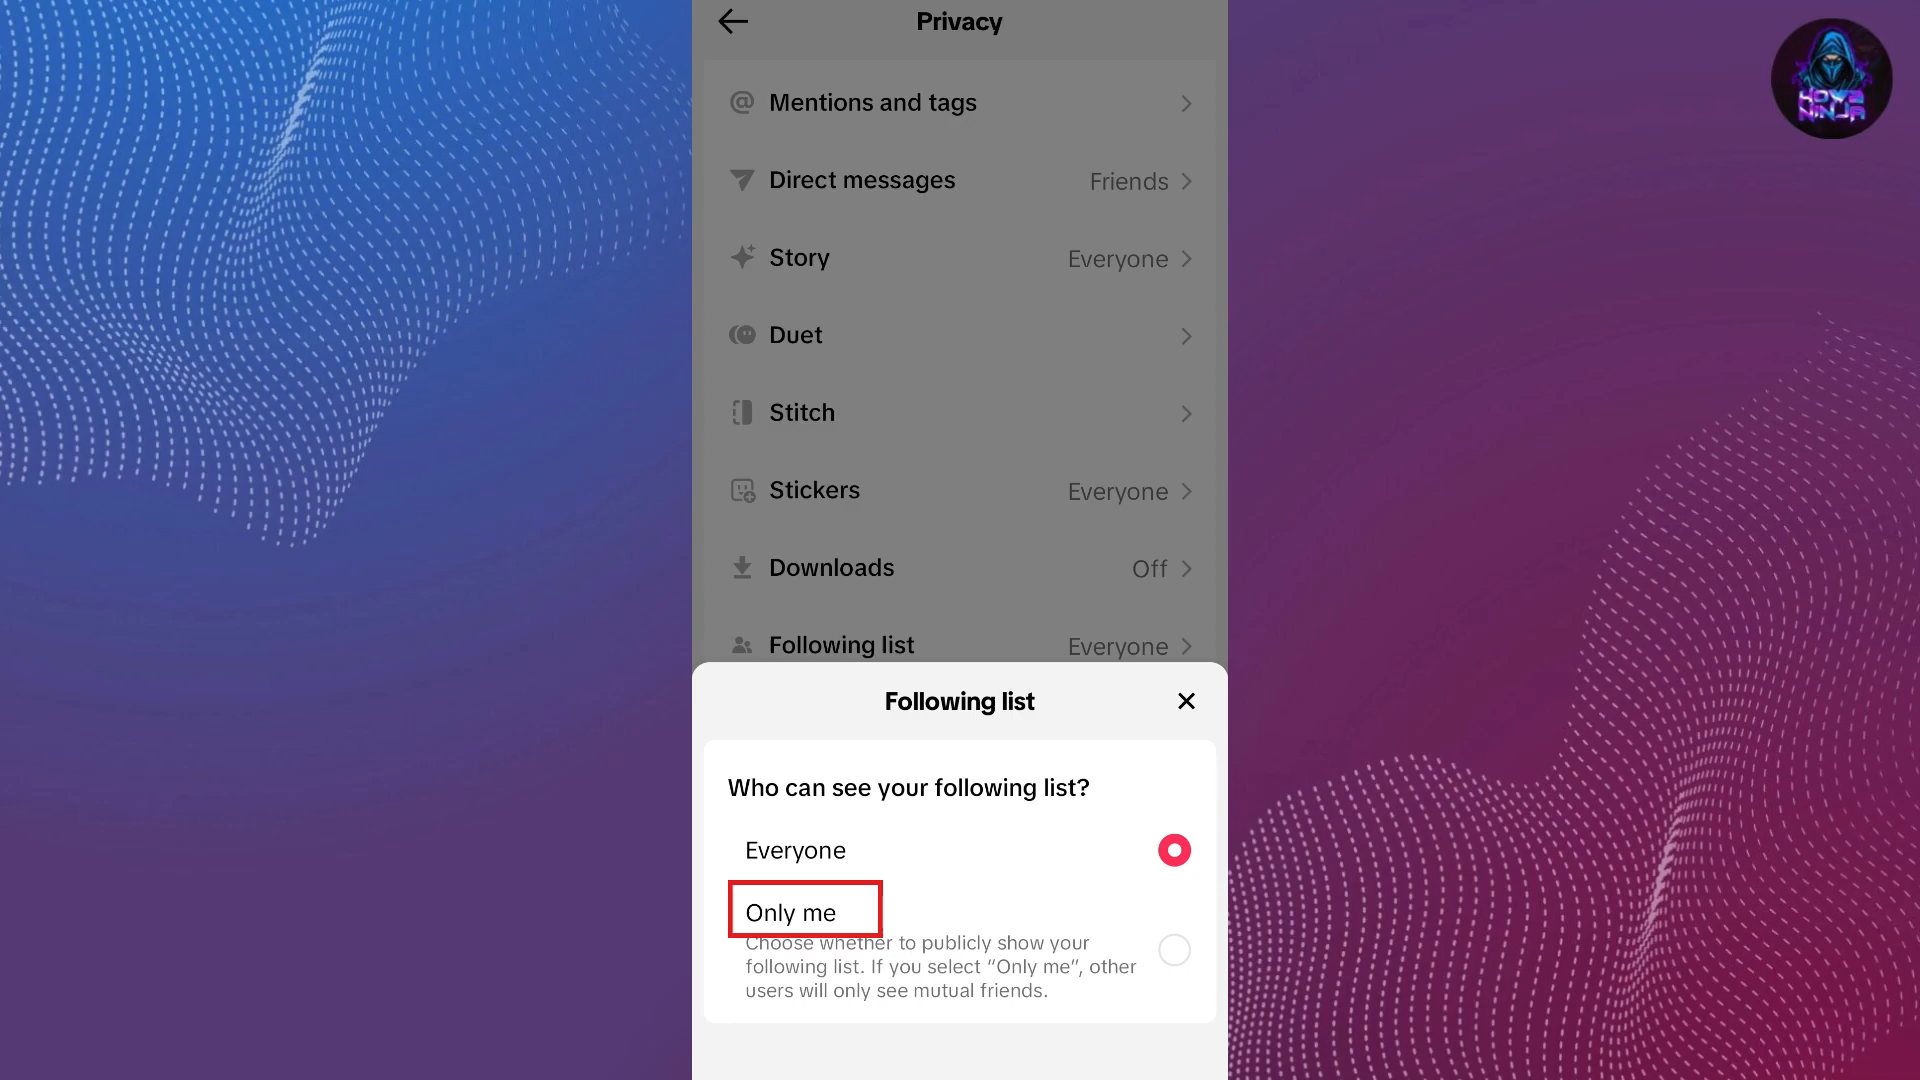 Privacy
Mentions and tags
Direct messages Friends
Story Everyone
Duet
Stitch
Stickers Everyone
Downloads Off
Following list Everyone
Following list
Who can see your following list?
Everyone
Only me
Choose whether to publicly show your
following list. If you select “Only me”, other
users will only see mutual friends.
NINJA